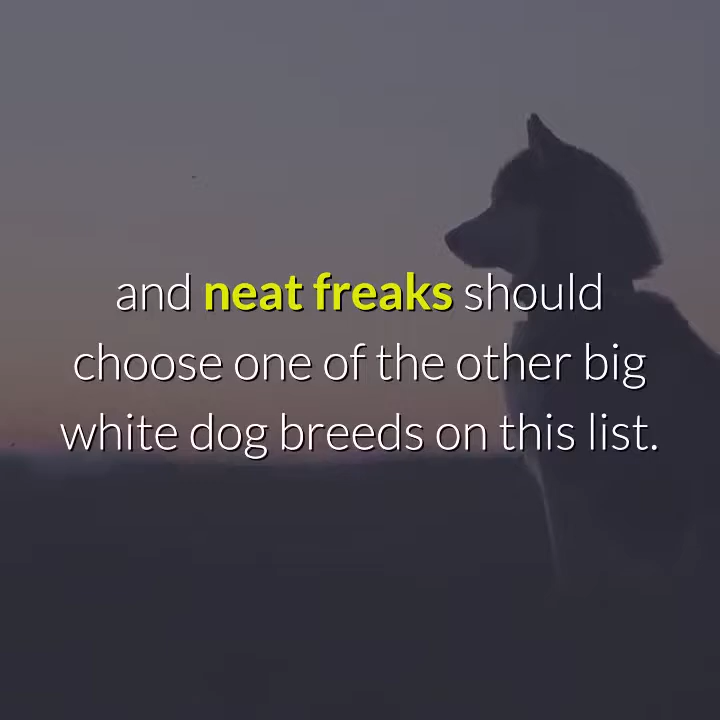 and neat freaks should
choose one of the other big
white dog breeds on this list.